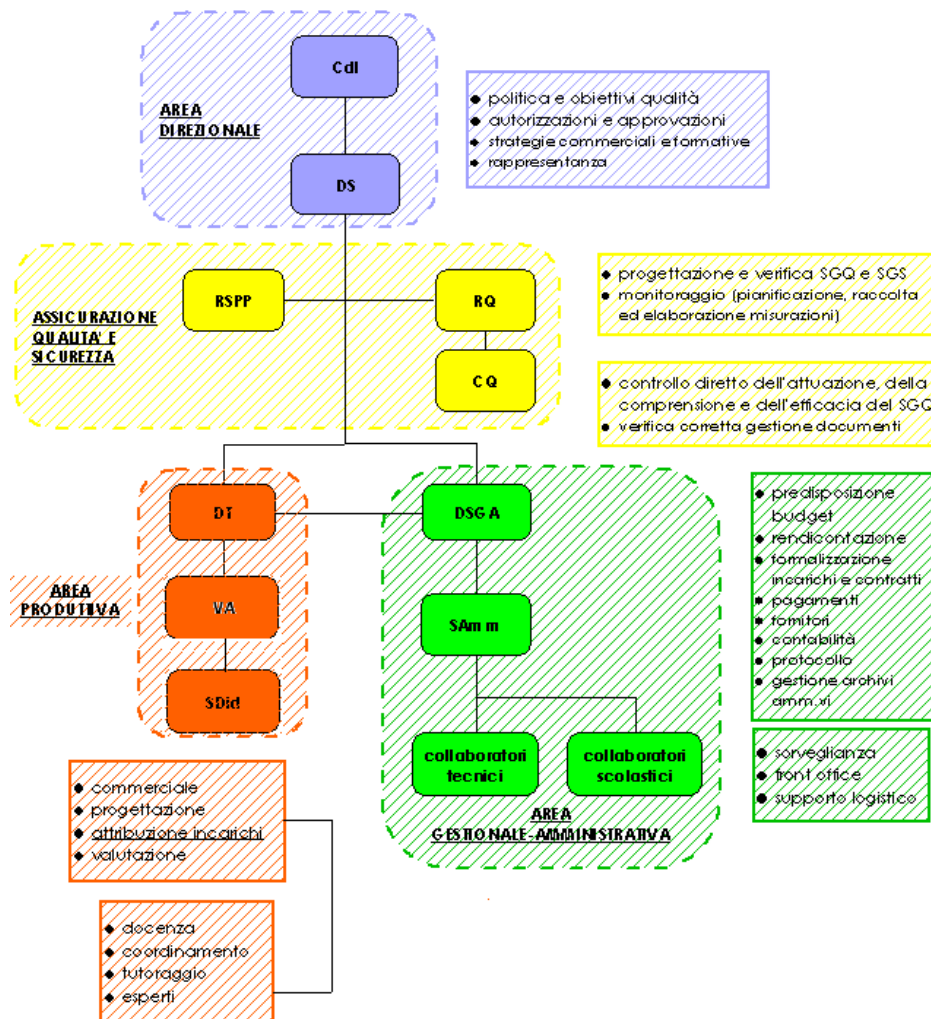 CdI
AREA
DIREZIONALE
DS
● politica e obiettivi qualità
● autorizzazioni e approvazioni
● strategie commerciali e formative
● rappresentanza
RSPP
RQ
ASSICURAZIONE
QUALITA' E
SICUREZZA
CQ
● progettazione e verifica SGQ e SGS
● monitoraggio (pianificazione, raccolta
ed elaborazione misurazioni)
● controllo diretto dell'attuazione, della
comprensione e dell'efficacia del SGQ
● verifica corretta gestione documenti
DT
DSGA
AREA
PRODUTTIVA
VA
SAmm
SDid
collaboratori
tecnici
collaboratori
scolastici
AREA
GESTIONALE-AMMINISTRATIVA
● predisposizione
budget
● rendicontazione
● formalizzazione
incarichi e contratti
● pagamenti
● fornitori
● contabilità
● protocollo
● gestione archivi
amm.vi
● sorveglianza
● front office
● supporto logistico
● commerciale
● progettazione
● attribuzione incarichi
● valutazione
● docenza
● coordinamento
● tutoraggio
● esperti